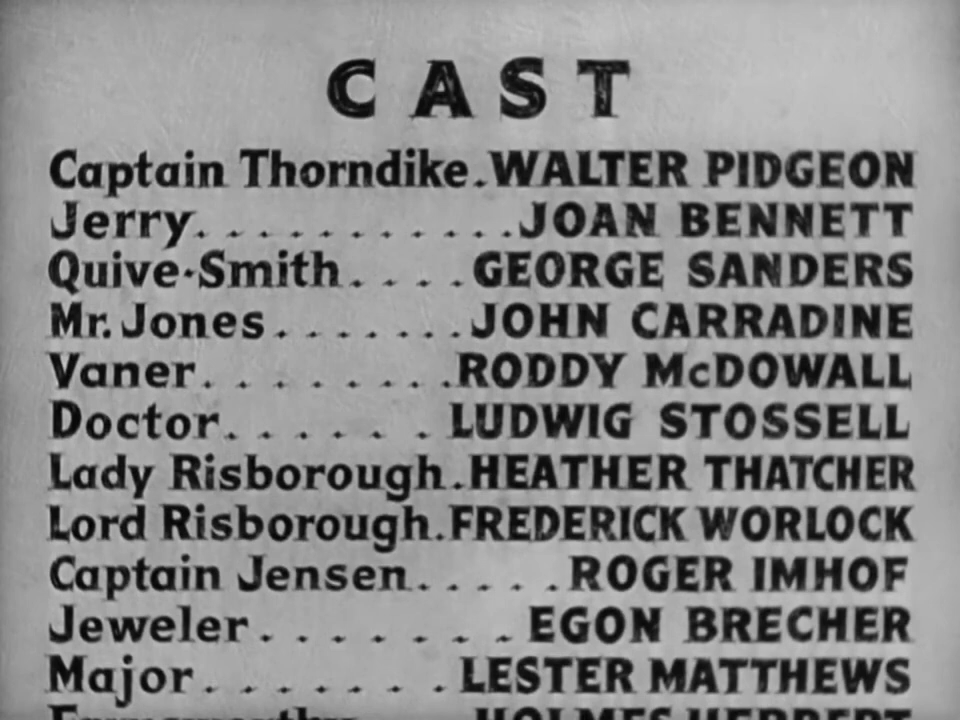 CAST
Captain Thorndike.WALTER PIDGEON
Jerry. . . . . . . . . . . .JOAN BENNETT
Quive-Smith. . . . .GEORGE SANDERS
Mr. Jones. . . . . . .JOHN CARRADINE
Vaner. . . . . . . . .RODDY McDOWALL
Doctor. . . . . . LUDWIG STOSSELL
Lady Risborough.HEATHER THATCHER
Lord Risborough.FREDERICK WORLOCK
Captain Jensen. . . . . .ROGER IMHOF
Jeweler. . . . . . . . EGON BRECHER
Major. . . . . . . .LESTER MATTHEWS
HOLMES HERBERT